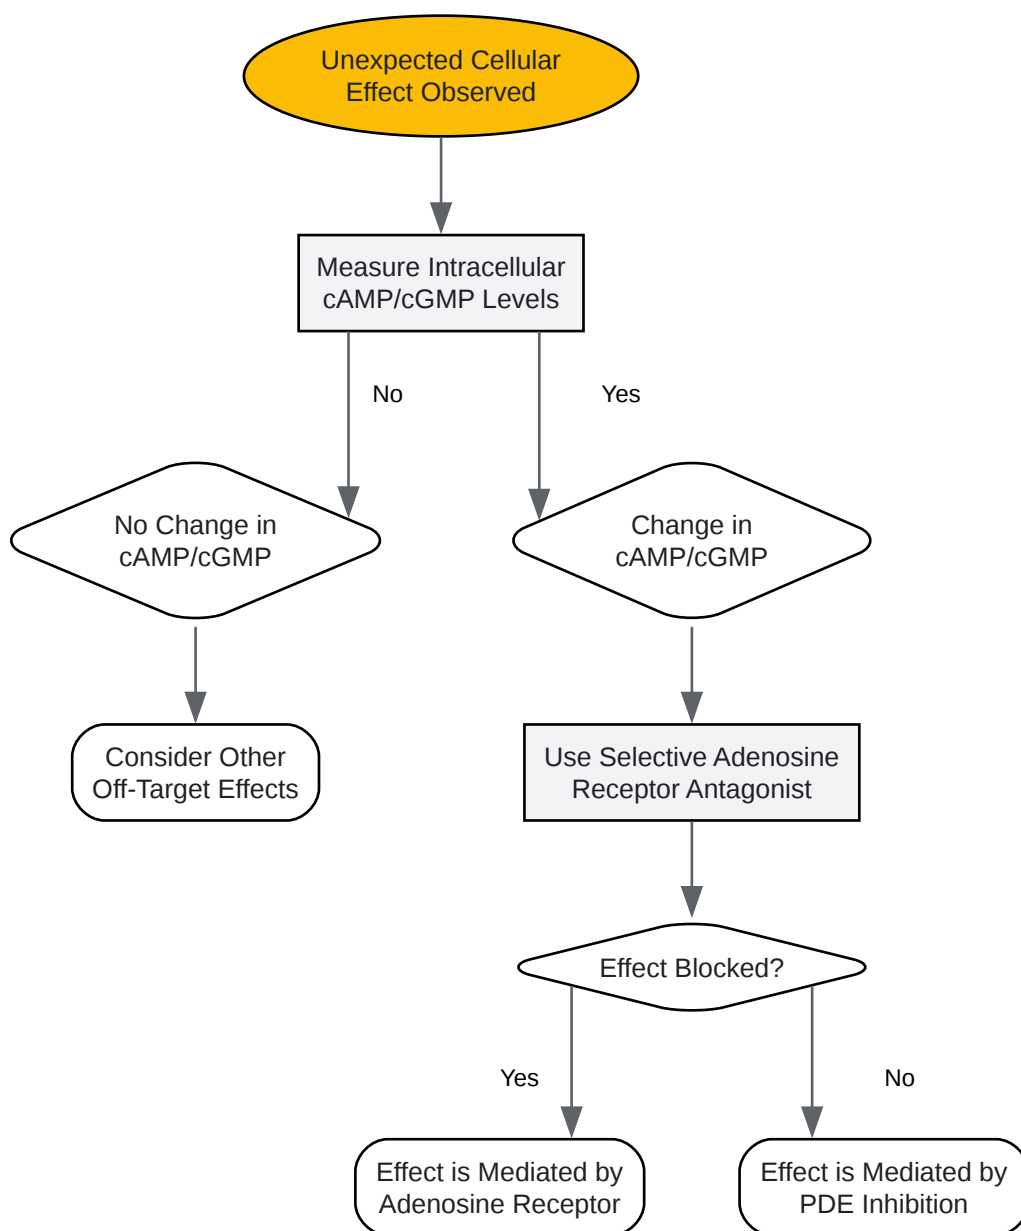 Unexpected Cellular
Effect Observed
Measure Intracellular
cAMP/cGMP Levels
No
Yes
No Change in
cAMP/cGMP
Change in
cAMP/cGMP
Consider Other
Off-Target Effects
Use Selective Adenosine
Receptor Antagonist
Effect Blocked?
Yes
No
Effect is Mediated by
Adenosine Receptor
Effect is Mediated by
PDE Inhibition